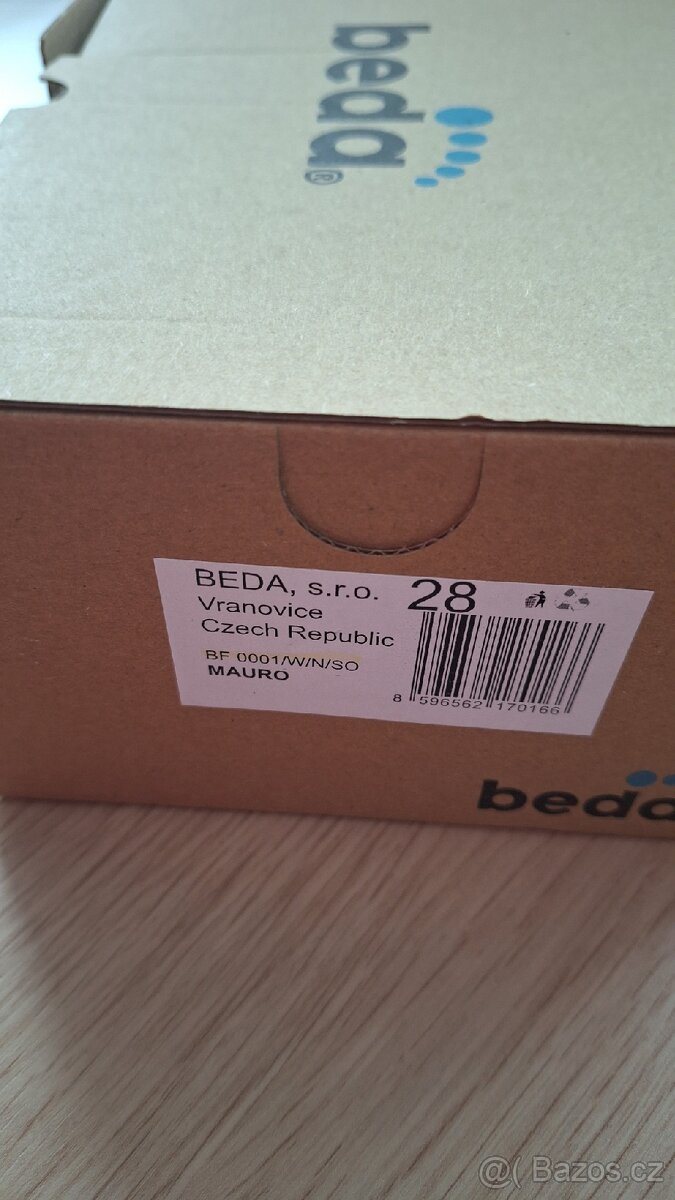 beda®
BEDA, s.r.o. 28
Vranovice
Czech Republic
BF 0001/W/N/SO
MAURO
8 596562 170166
beda
@( Bazos.cz